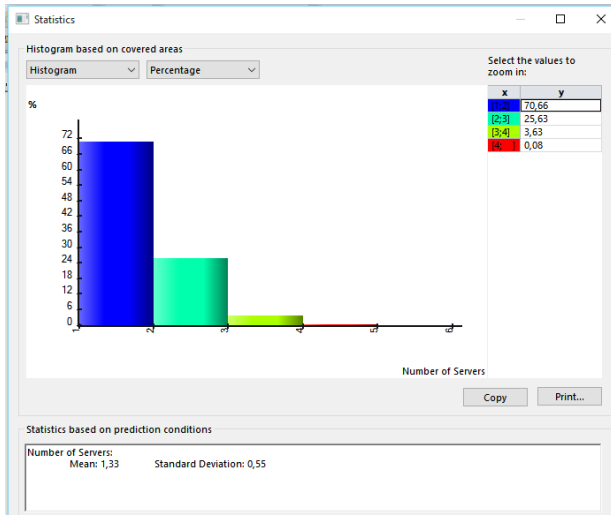 Statistics
Histogram based on covered areas
Histogram
Percentage
Select the values to
zoom in:
x y
[1;2] 70,66
[2;3] 25,63
[3;4] 3,63
[4; ] 0,08
%
72
66
60
54
48
42
36
30
24
18
12
6
0
1 2 3 4 5 6
Number of Servers
Copy Print...
Statistics based on prediction conditions
Number of Servers:
Mean: 1,33 Standard Deviation: 0,55